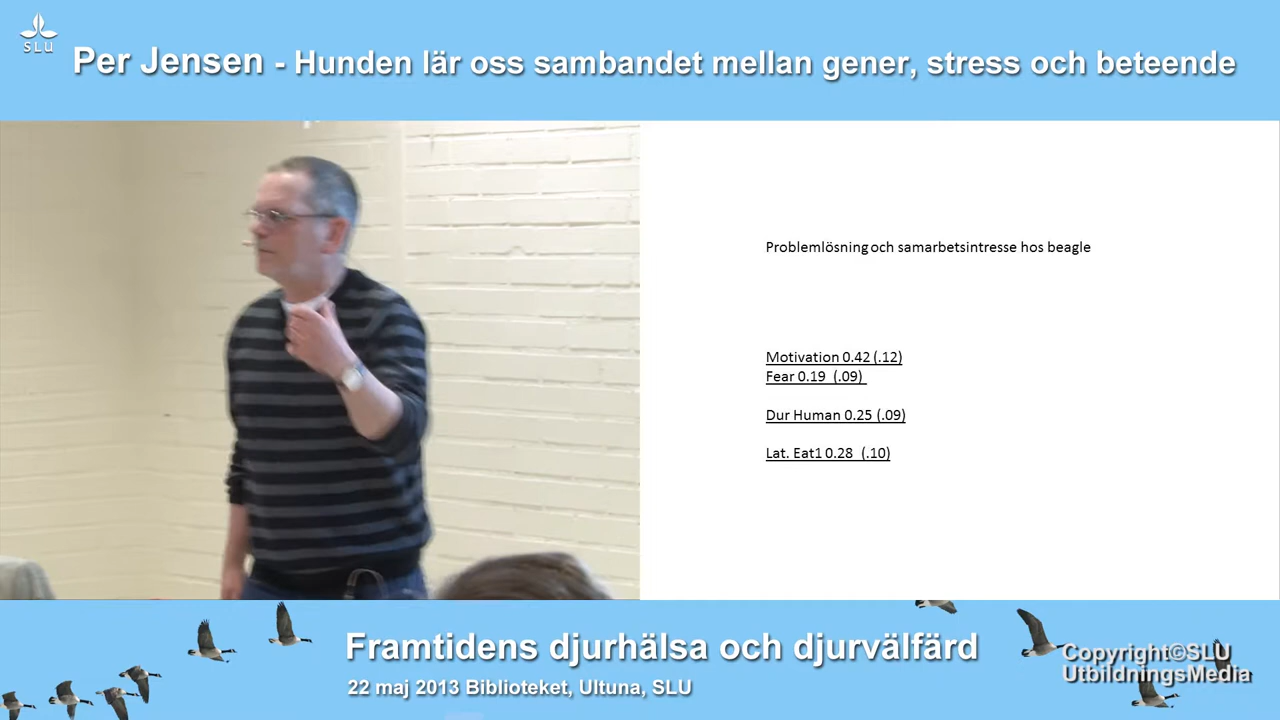 SLU
Per Jensen - Hunden lär oss sambandet mellan gener, stress och beteende
Problemlösning och samarbetsintresse hos beagle
Motivation 0.42 (.12)
Fear 0.19 (.09)
Dur Human 0.25 (.09)
Lat. Eat1 0.28 (.10)
Framtidens djurhälsa och djurvälfärd
22 maj 2013 Biblioteket, Ultuna, SLU
Copyright©SLU
UtbildningsMedia